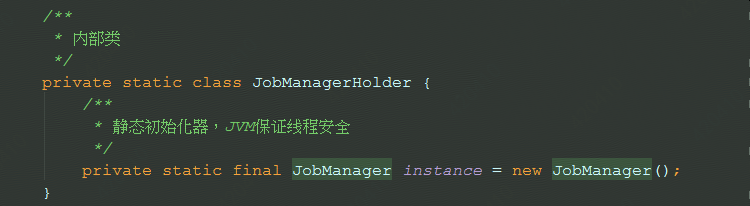 /**
 * 内部类
 */
private static class JobManagerHolder {
    /**
     * 静态初始化器，JVM保证线程安全
     */
    private static final JobManager instance = new JobManager();
}